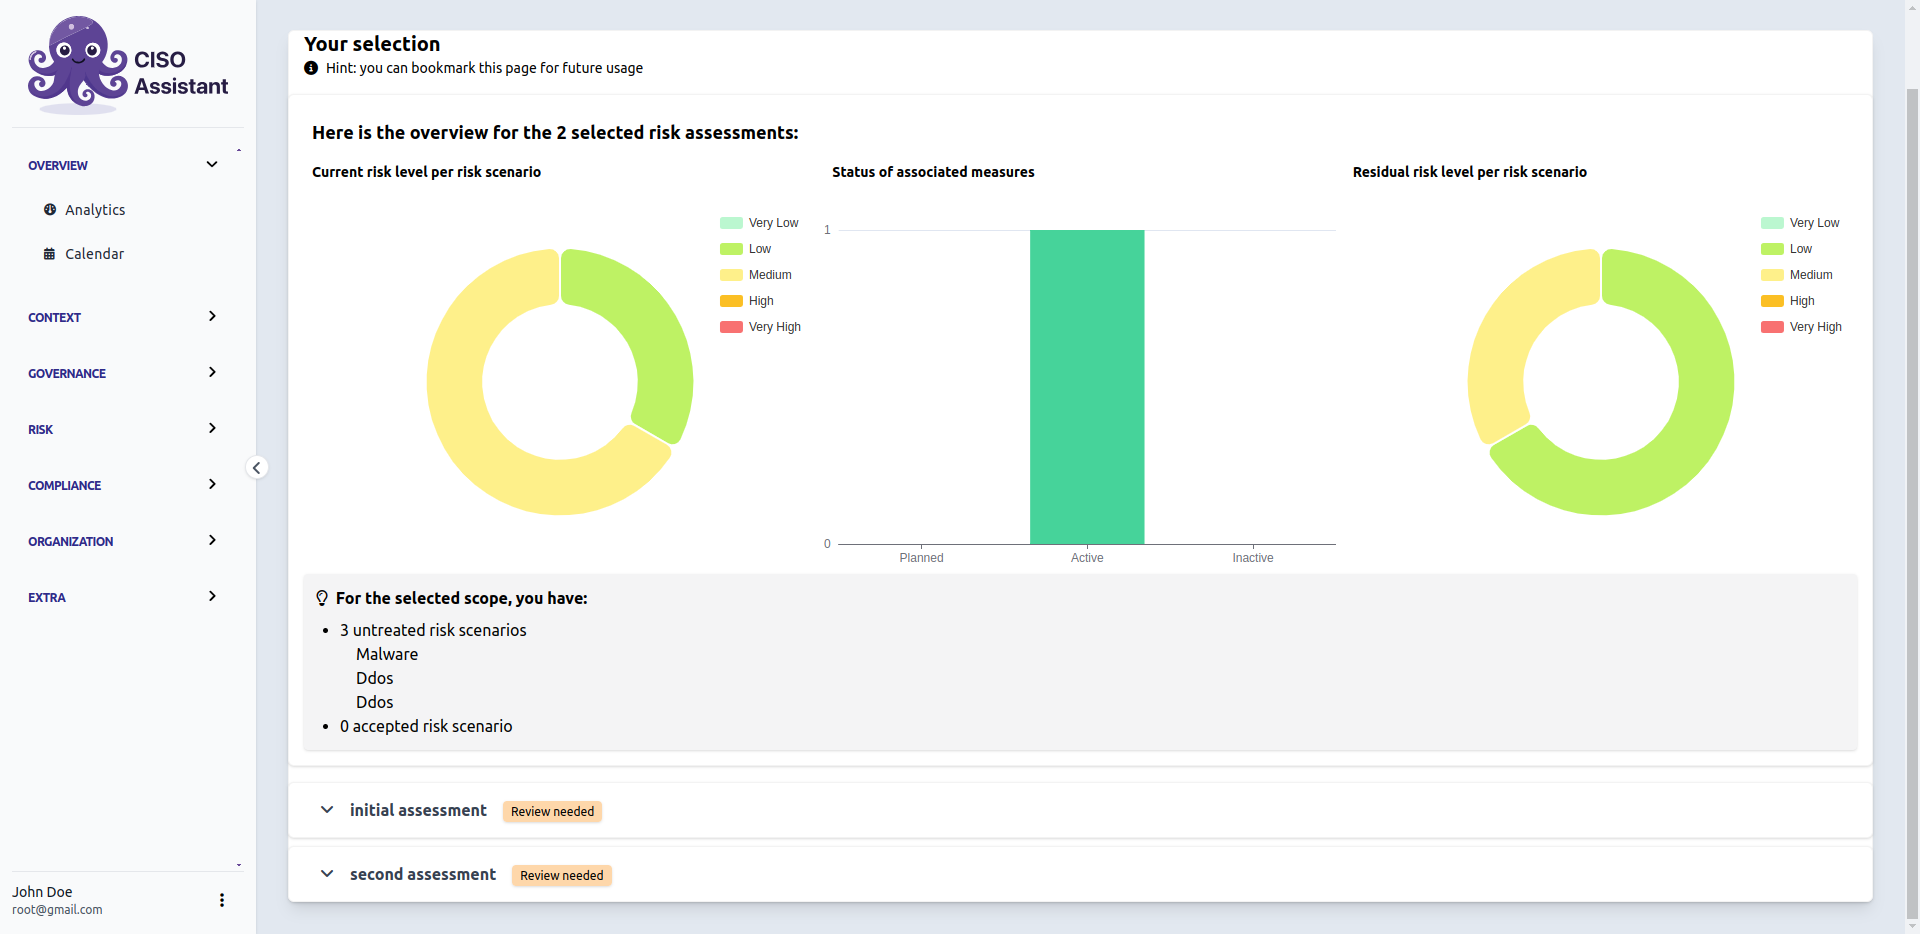 CISO
Assistant
OVERVIEW
Analytics
Calendar
CONTEXT
GOVERNANCE
RISK
COMPLIANCE
ORGANIZATION
EXTRA
John Doe
root@gmail.com
Your selection
Hint: you can bookmark this page for future usage
Here is the overview for the 2 selected risk assessments:
Current risk level per risk scenario
Very Low
Low
Medium
High
Very High
Status of associated measures
1
0
Planned Active Inactive
Residual risk level per risk scenario
Very Low
Low
Medium
High
Very High
For the selected scope, you have:
• 3 untreated risk scenarios
Malware
Ddos
Ddos
• 0 accepted risk scenario
initial assessment Review needed
second assessment Review needed